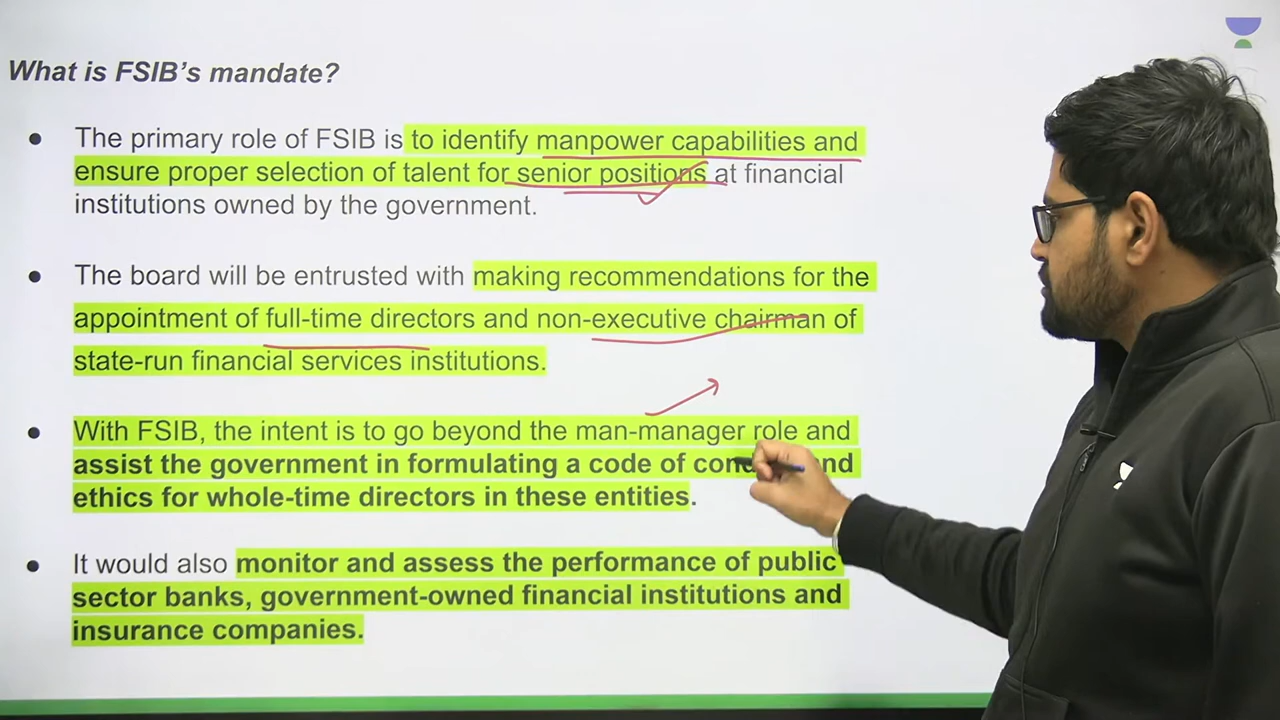 What is FSIB's mandate?
● The primary role of FSIB is to identify manpower capabilities and
ensure proper selection of talent for senior positions at financial
institutions owned by the government.
● The board will be entrusted with making recommendations for the
appointment of full-time directors and non-executive chairman of
state-run financial services institutions.
● With FSIB, the intent is to go beyond the man-manager role and
assist the government in formulating a code of
ethics for whole-time directors in these entities.
● It would also monitor and assess the performance of public
sector banks, government-owned financial institutions and
insurance companies.